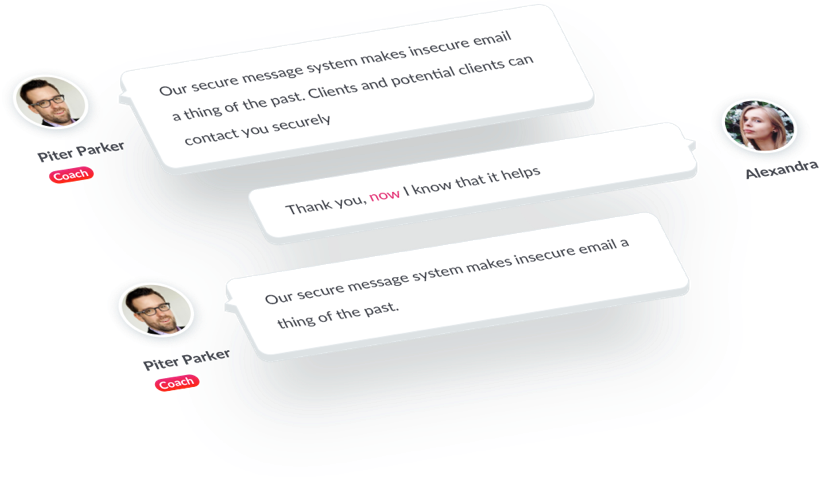 Our secure message system makes insecure email
a thing of the past. Clients and potential clients can
contact you securely
Piter Parker
Coach
Alexandra
Thank you, now I know that it helps
Our secure message system makes insecure email a
thing of the past.
Piter Parker
Coach